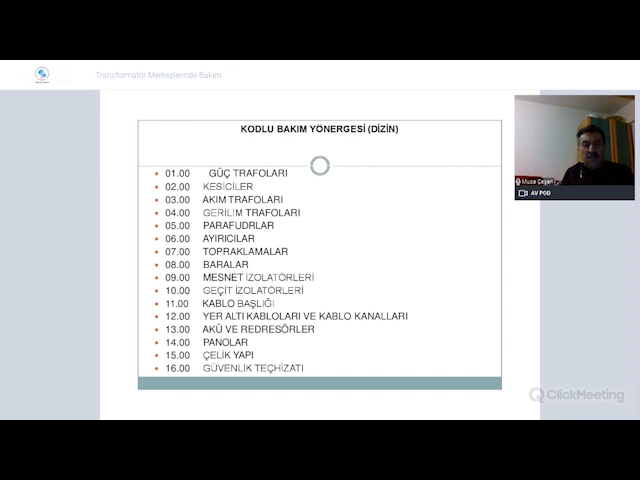 Transformatör Merkezlerinde Bakım
KODLU BAKIM YÖNERGESİ (DİZİN)
01.00 GÜÇ TRAFOLARI
02.00 KESİCİLER
03.00 AKIM TRAFOLARI
04.00 GERİLİM TRAFOLARI
05.00 PARAFUDRLAR
06.00 AYIRICILAR
07.00 TOPRAKLAMALAR
08.00 BARALAR
09.00 MESNET İZOLATÖRLERİ
10.00 GEÇİT İZOLATÖRLERİ
11.00 KABLO BAŞLIĞI
12.00 YER ALTI KABLOLARI VE KABLO KANALLARI
13.00 AKÜ VE REDRESÖRLER
14.00 PANOLAR
15.00 ÇELİK YAPI
16.00 GÜVENLİK TEÇHİZATI
Musa Çeçen
AV POD
ClickMeeting